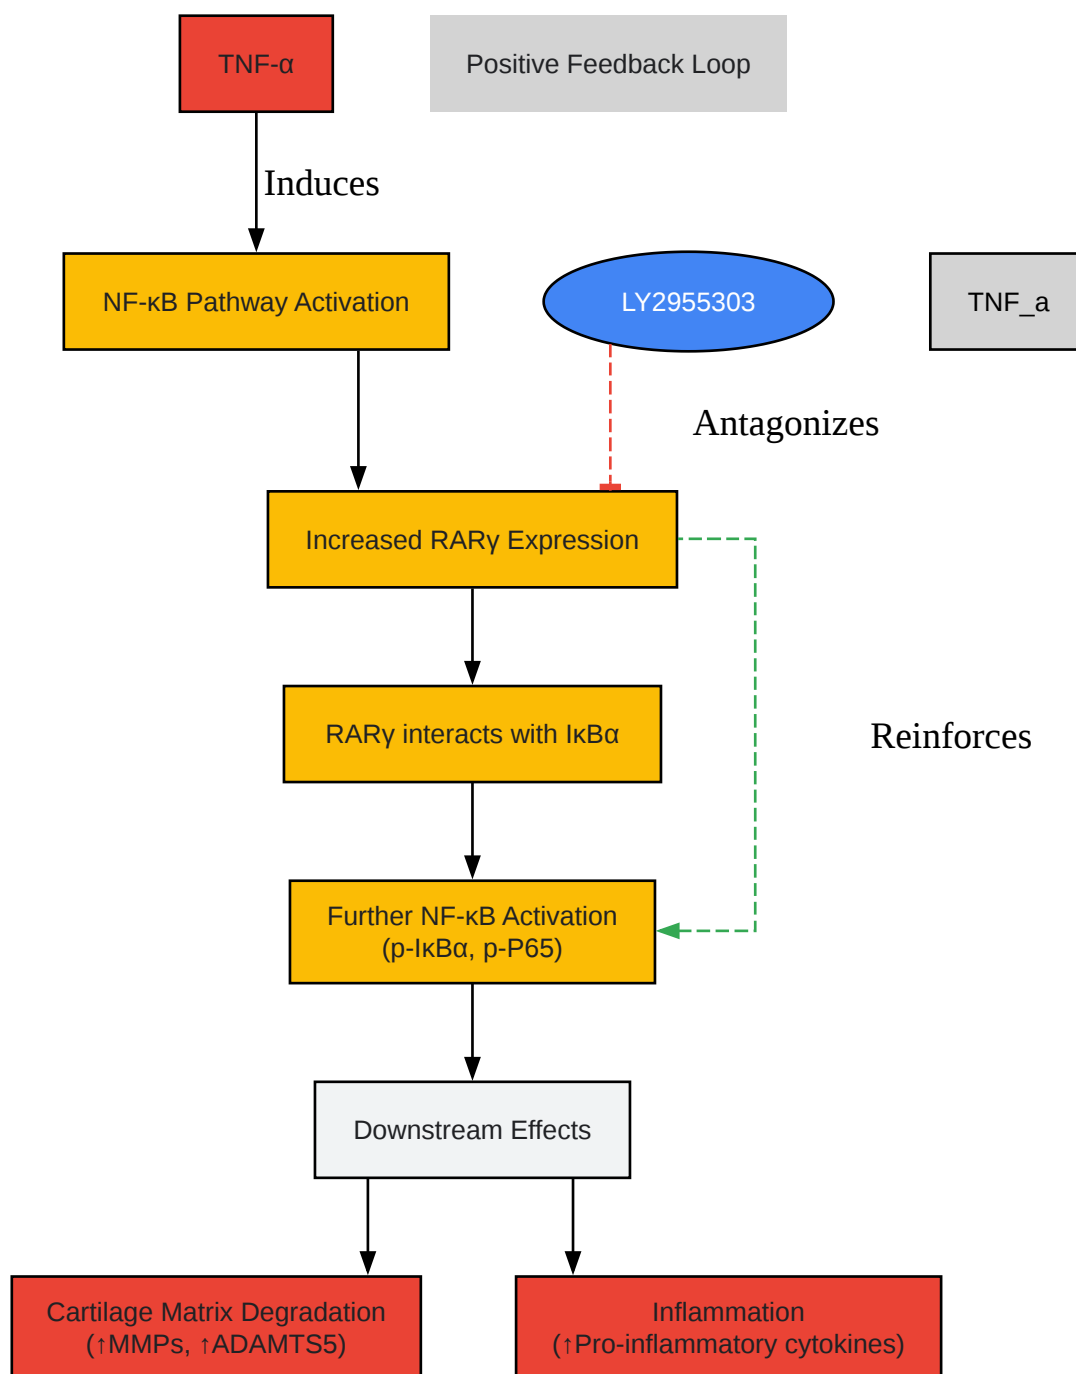 TNF-α
Positive Feedback Loop
Induces
NF-κB Pathway Activation
LY2955303
TNF_a
Antagonizes
Increased RARγ Expression
RARγ interacts with IκBα
Reinforces
Further NF-κB Activation
(p-IκBα, p-P65)
Downstream Effects
Cartilage Matrix Degradation
(↑MMPs, ↑ADAMTS5)
Inflammation
(↑Pro-inflammatory cytokines)